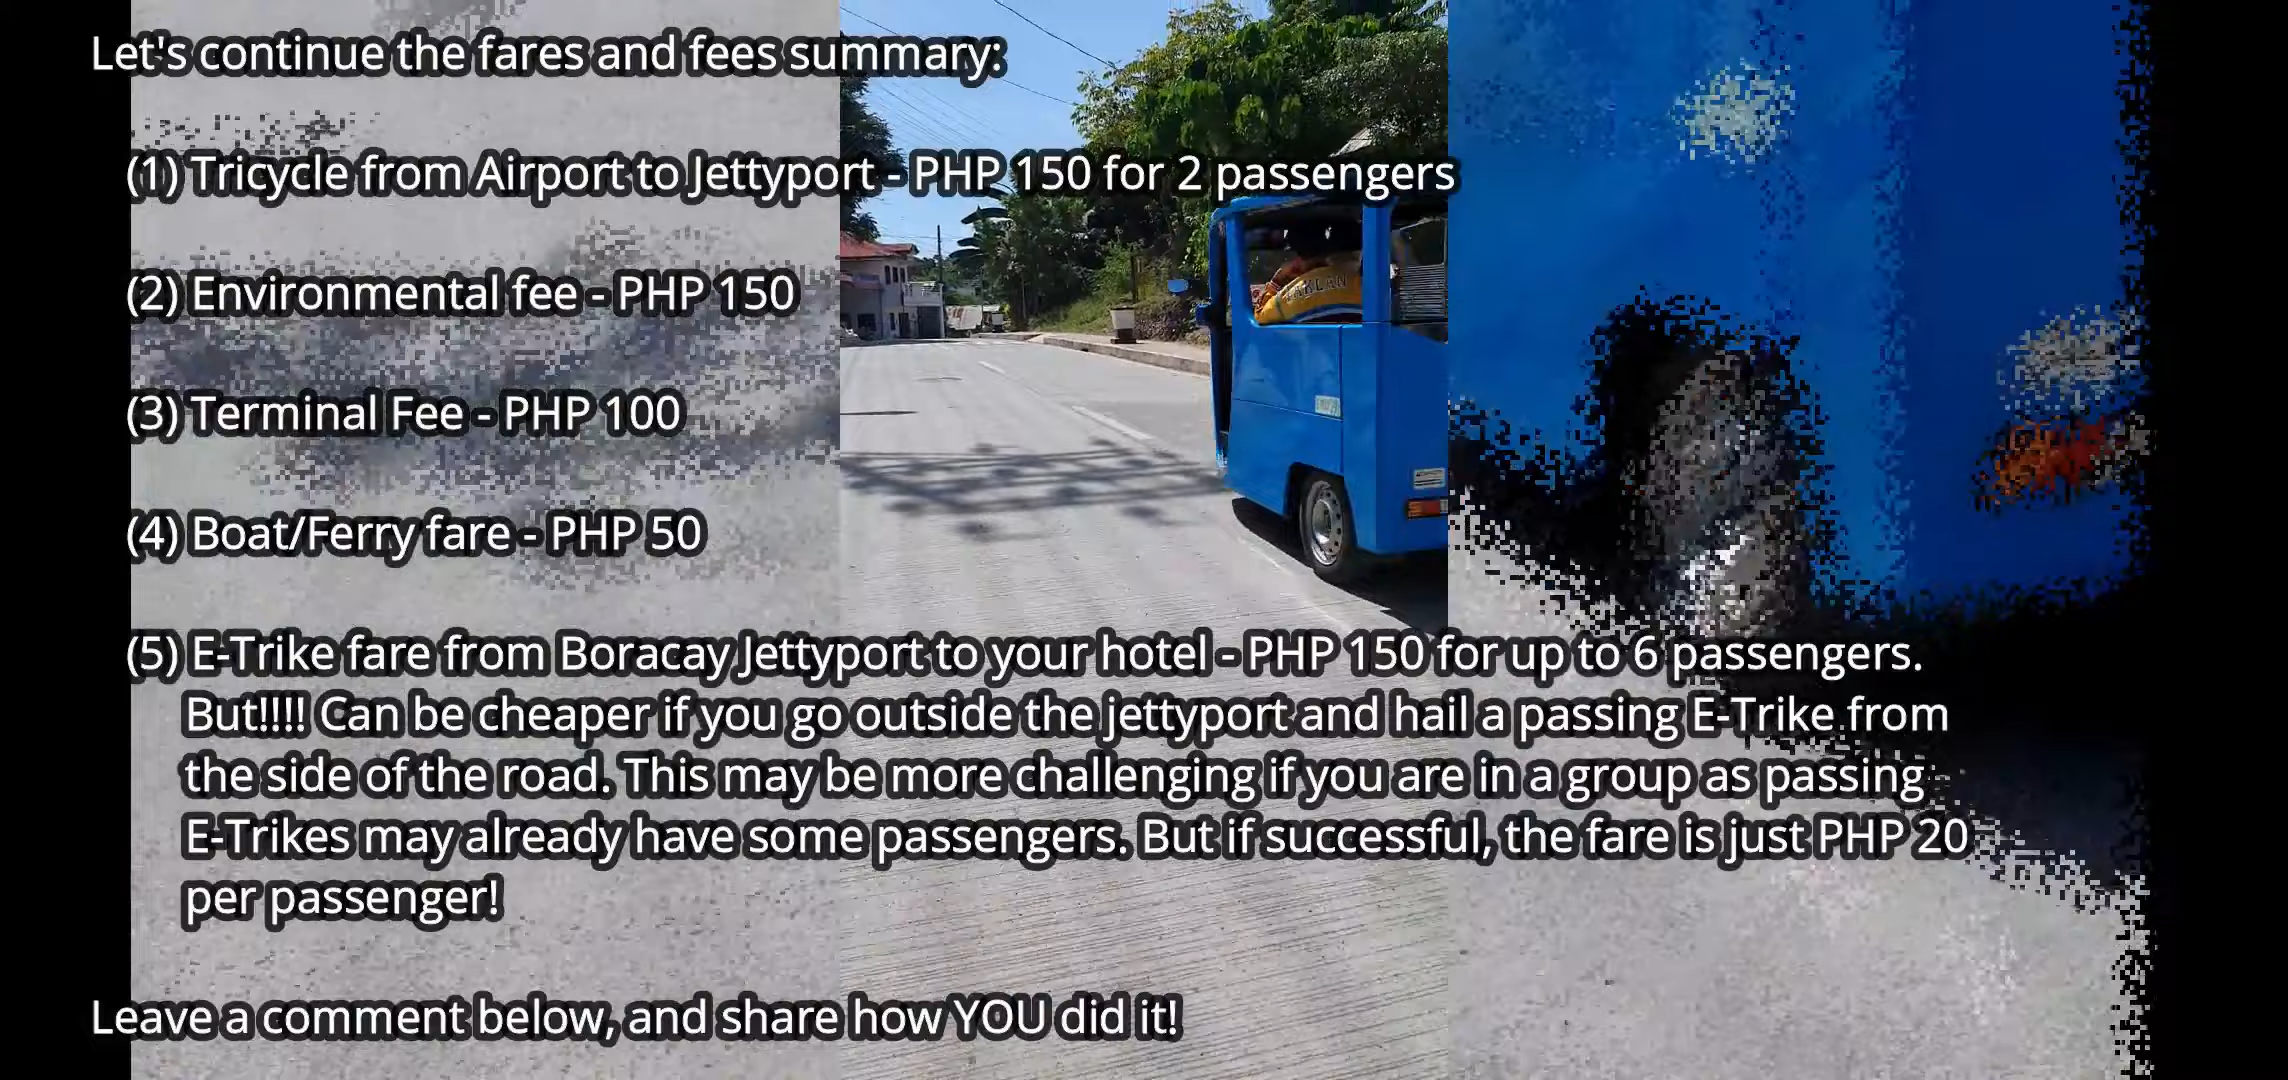 Let's continue the fares and fees summary:
(1) Tricycle from Airport to Jettyport - PHP 150 for 2 passengers
(2) Environmental fee - PHP 150
(3) Terminal Fee - PHP 100
(4) Boat/Ferry fare - PHP 50
(5) E-Trike fare from Boracay Jettyport to your hotel - PHP 150 for up to 6 passengers.
But!!!! Can be cheaper if you go outside the jettyport and hail a passing E-Trike from
the side of the road. This may be more challenging if you are in a group as passing
E-Trikes may already have some passengers. But if successful, the fare is just PHP 20
per passenger!
Leave a comment below, and share how YOU did it!
AKLAN